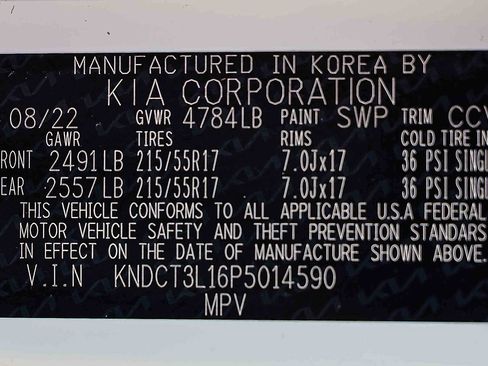 MANUFACTURED IN KOREA BY
KIA CORPORATION
08/22 GVWR 4784LB PAINT SWP TRIM CCV
GAWR TIRES RIMS COLD TIRE IN
RONT 2491LB 215/55R17 7.0Jx17 36 PSI SINGL
EAR 2557LB 215/55R17 7.0Jx17 36 PSI SINGL
THIS VEHICLE CONFORMS TO ALL APPLICABLE U.S.A FEDERAL
MOTOR VEHICLE SAFETY AND THEFT PREVENTION STANDARS
IN EFFECT ON THE DATE OF MANUFACTURE SHOWN ABOVE.
V.I.N KNDCT3L16P5014590
MPV